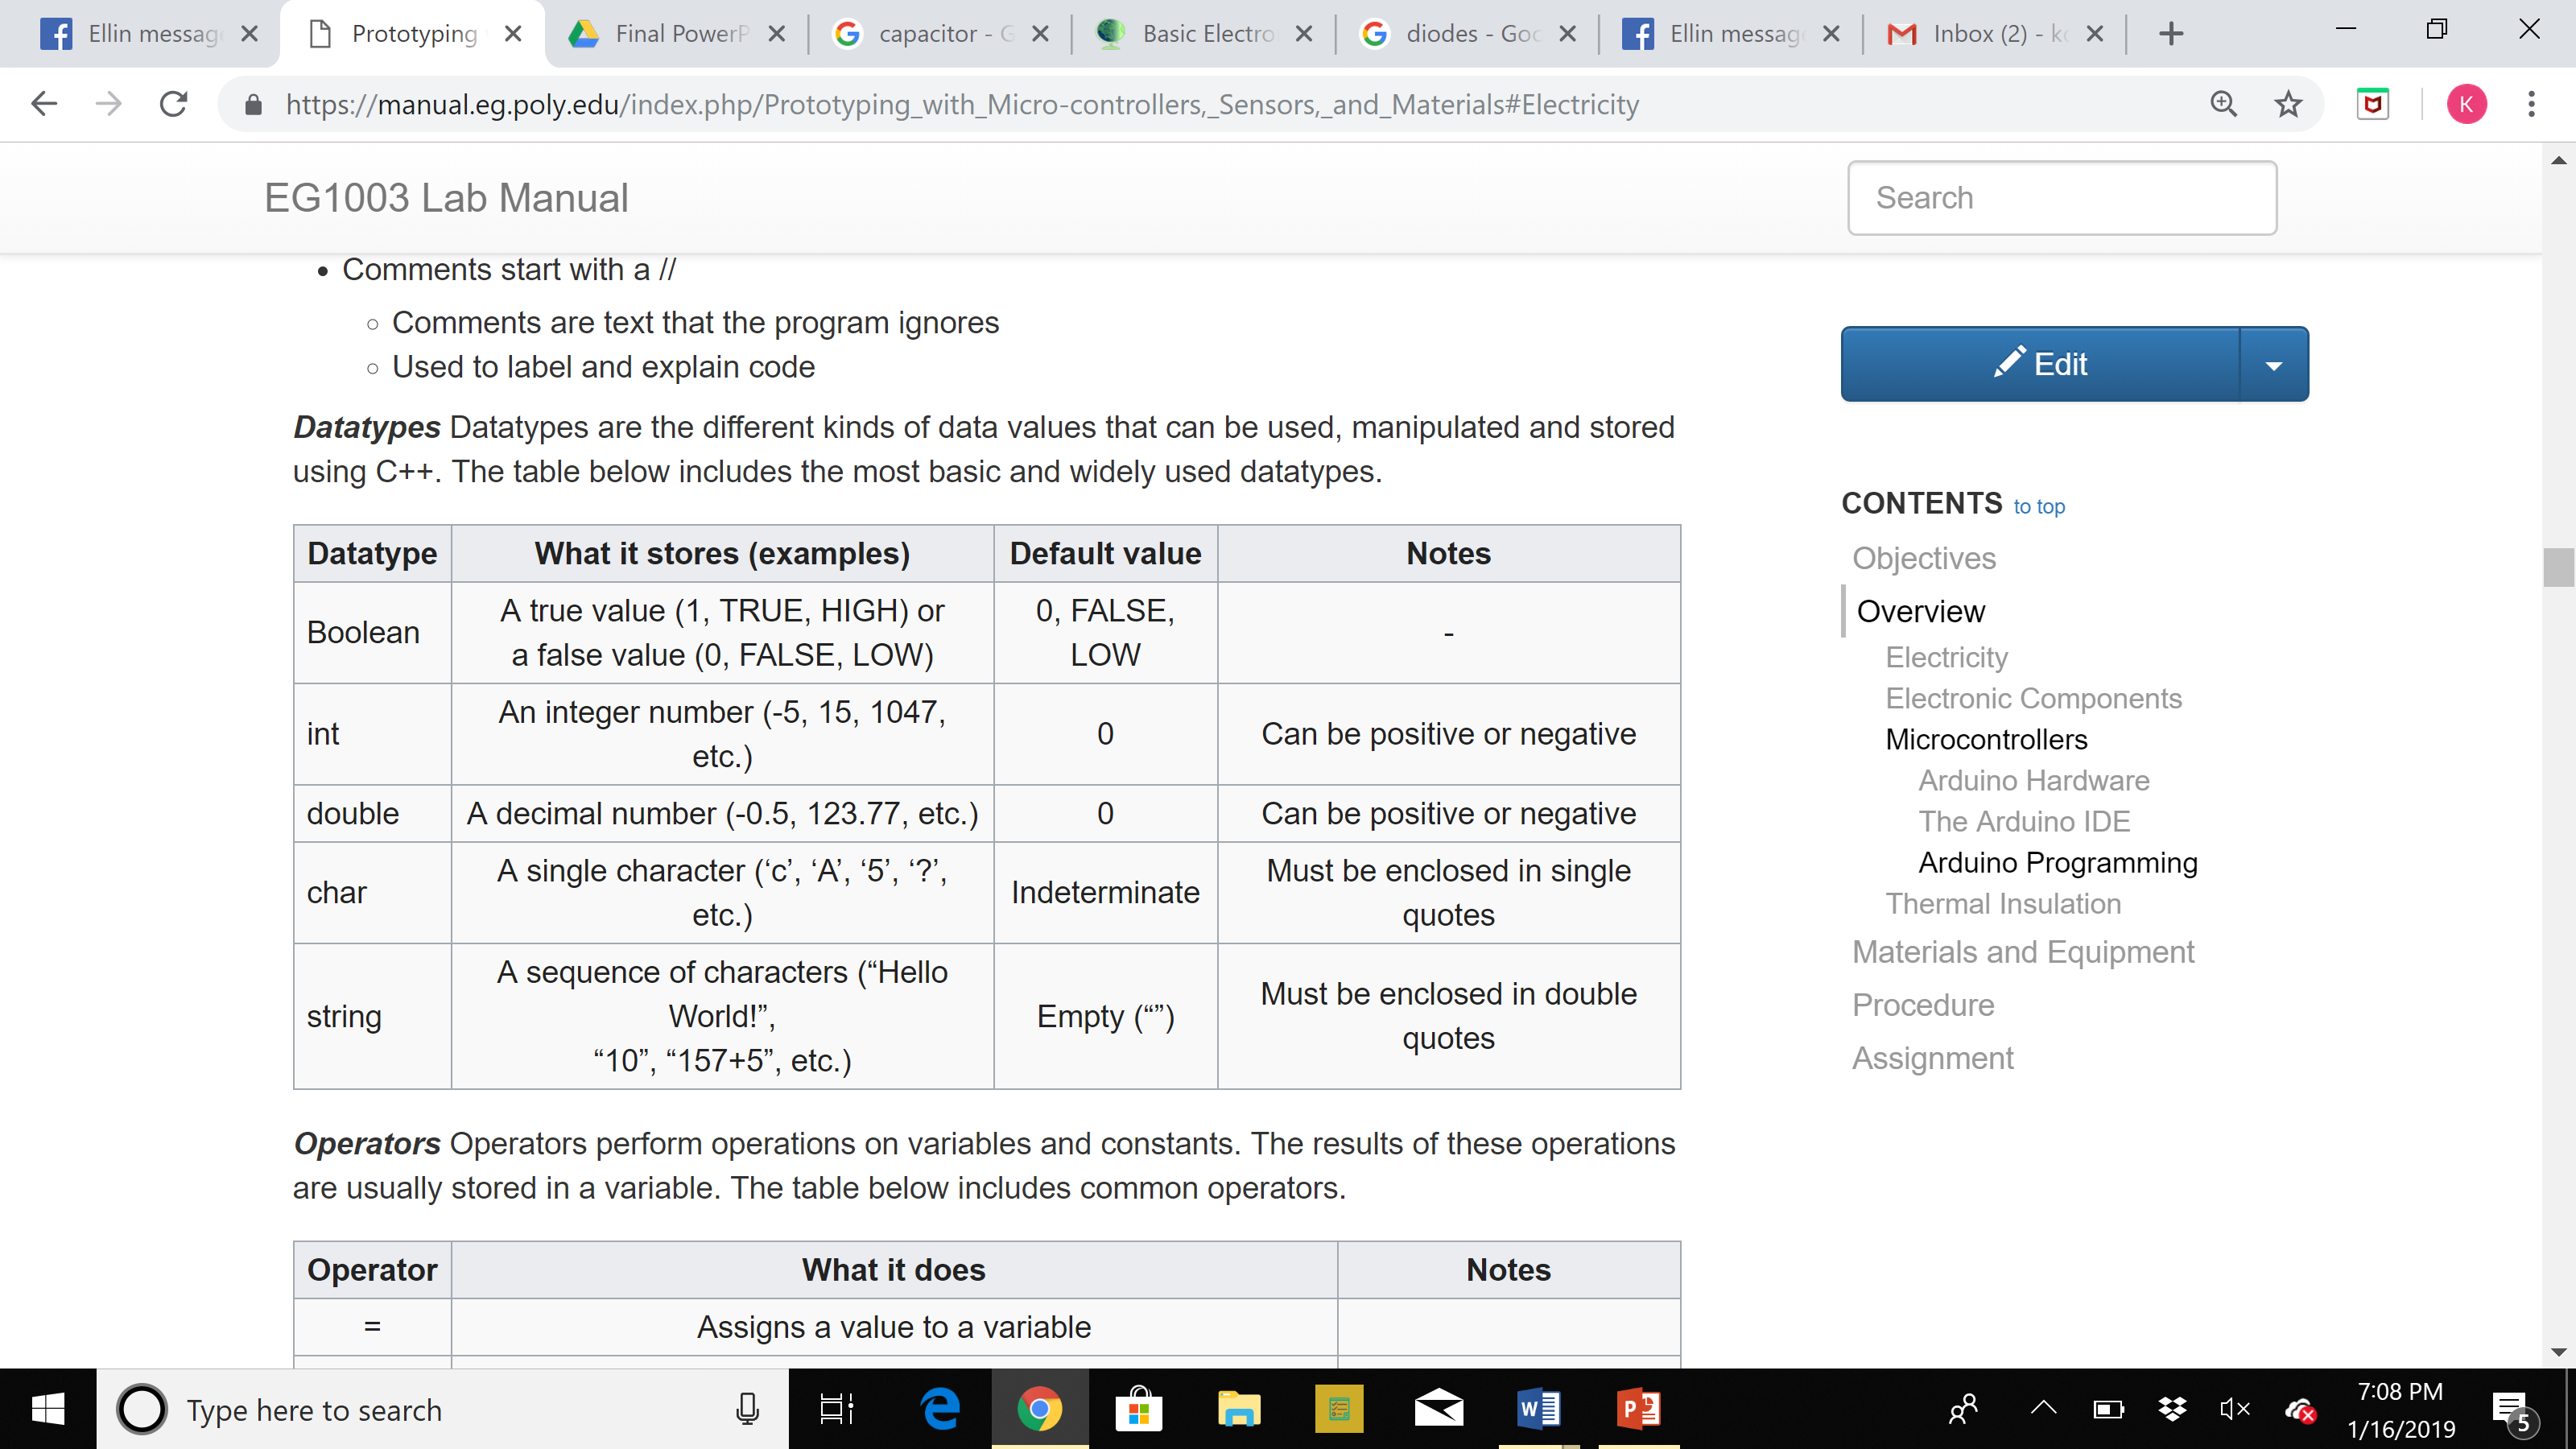 Ellin messag
Prototyping
Final PowerP
capacitor - G
Basic Electro
diodes - Goo
Ellin messag
Inbox (2) - k
https://manual.eg.poly.edu/index.php/Prototyping_with_Micro-controllers,_Sensors,_and_Materials#Electricity
K
EG1003 Lab Manual
Search
• Comments start with a //
○ Comments are text that the program ignores
○ Used to label and explain code
Datatypes Datatypes are the different kinds of data values that can be used, manipulated and stored
using C++. The table below includes the most basic and widely used datatypes.
Datatype What it stores (examples) Default value Notes
Boolean
A true value (1, TRUE, HIGH) or
a false value (0, FALSE, LOW)
0, FALSE,
LOW
-
int
An integer number (-5, 15, 1047,
etc.)
0
Can be positive or negative
double A decimal number (-0.5, 123.77, etc.) 0 Can be positive or negative
char
A single character (‘c’, ‘A’, ‘5’, ‘?’,
etc.)
Indeterminate
Must be enclosed in single
quotes
string
A sequence of characters (“Hello
World!”,
“10”, “157+5”, etc.)
Empty (“”)
Must be enclosed in double
quotes
Operators Operators perform operations on variables and constants. The results of these operations
are usually stored in a variable. The table below includes common operators.
Operator What it does Notes
= Assigns a value to a variable
Edit
CONTENTS to top
Objectives
Overview
Electricity
Electronic Components
Microcontrollers
Arduino Hardware
The Arduino IDE
Arduino Programming
Thermal Insulation
Materials and Equipment
Procedure
Assignment
Type here to search
7:08 PM
1/16/2019
5